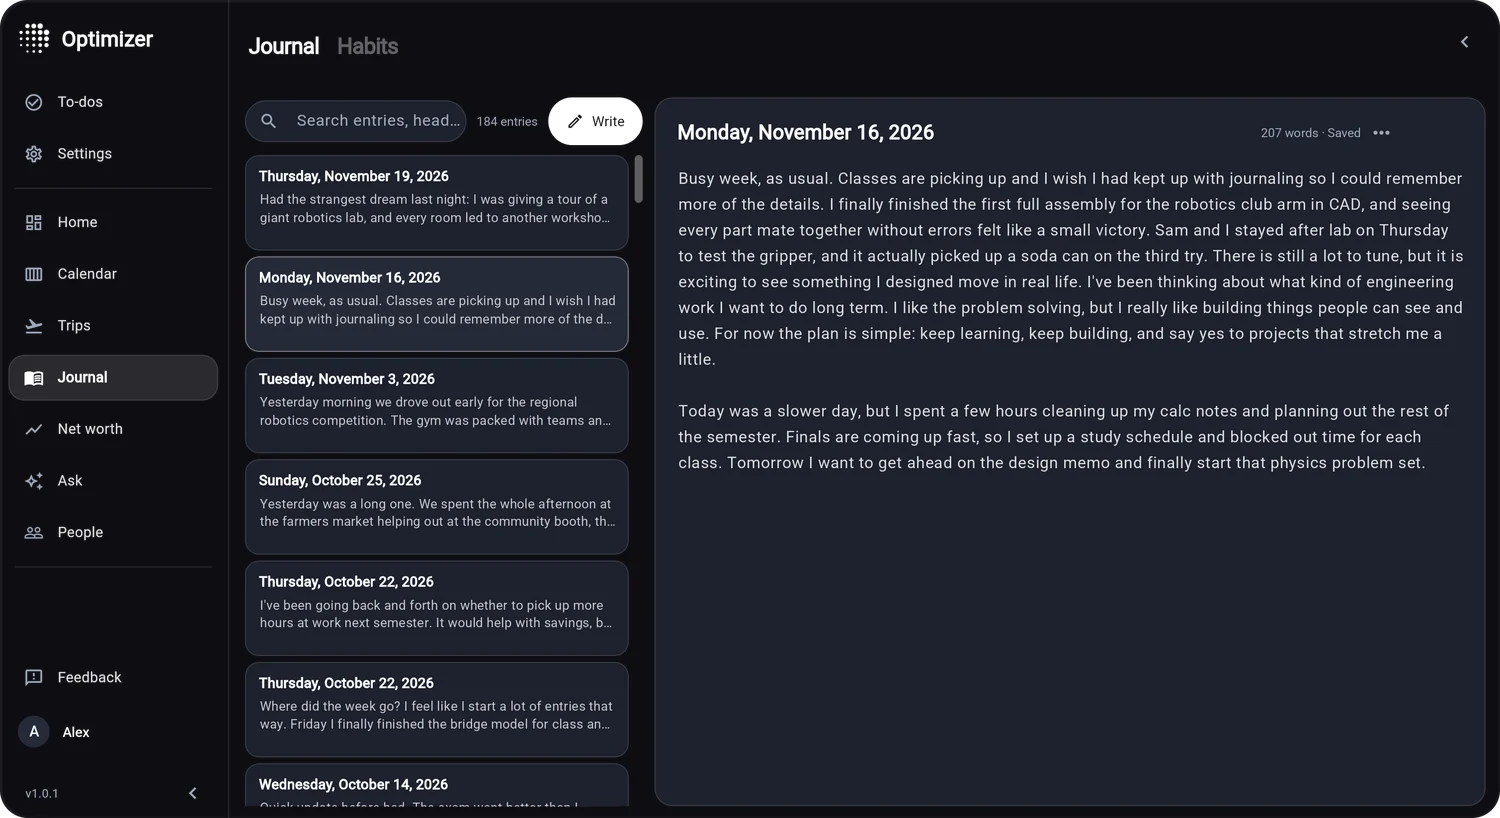 Optimizer
To-dos
Settings
Home
Calendar
Trips
Journal
Net worth
Ask
People
Feedback
A
Alex
v1.0.1
Journal Habits
Search entries, head...
184 entries
Write
Thursday, November 19, 2026
Had the strangest dream last night: I was giving a tour of a
giant robotics lab, and every room led to another worksho...
Monday, November 16, 2026
Busy week, as usual. Classes are picking up and I wish I had
kept up with journaling so I could remember more of the d...
Tuesday, November 3, 2026
Yesterday morning we drove out early for the regional
robotics competition. The gym was packed with teams an...
Sunday, October 25, 2026
Yesterday was a long one. We spent the whole afternoon at
the farmers market helping out at the community booth, th...
Thursday, October 22, 2026
I've been going back and forth on whether to pick up more
hours at work next semester. It would help with savings, b...
Thursday, October 22, 2026
Where did the week go? I feel like I start a lot of entries that
way. Friday I finally finished the bridge model for class an...
Wednesday, October 14, 2026
Quick update before bed. The exam went better than I
Monday, November 16, 2026
207 words · Saved
Busy week, as usual. Classes are picking up and I wish I had kept up with journaling so I could remember
more of the details. I finally finished the first full assembly for the robotics club arm in CAD, and seeing
every part mate together without errors felt like a small victory. Sam and I stayed after lab on Thursday
to test the gripper, and it actually picked up a soda can on the third try. There is still a lot to tune, but it is
exciting to see something I designed move in real life. I've been thinking about what kind of engineering
work I want to do long term. I like the problem solving, but I really like building things people can see and
use. For now the plan is simple: keep learning, keep building, and say yes to projects that stretch me a
little.
Today was a slower day, but I spent a few hours cleaning up my calc notes and planning out the rest of
the semester. Finals are coming up fast, so I set up a study schedule and blocked out time for each
class. Tomorrow I want to get ahead on the design memo and finally start that physics problem set.